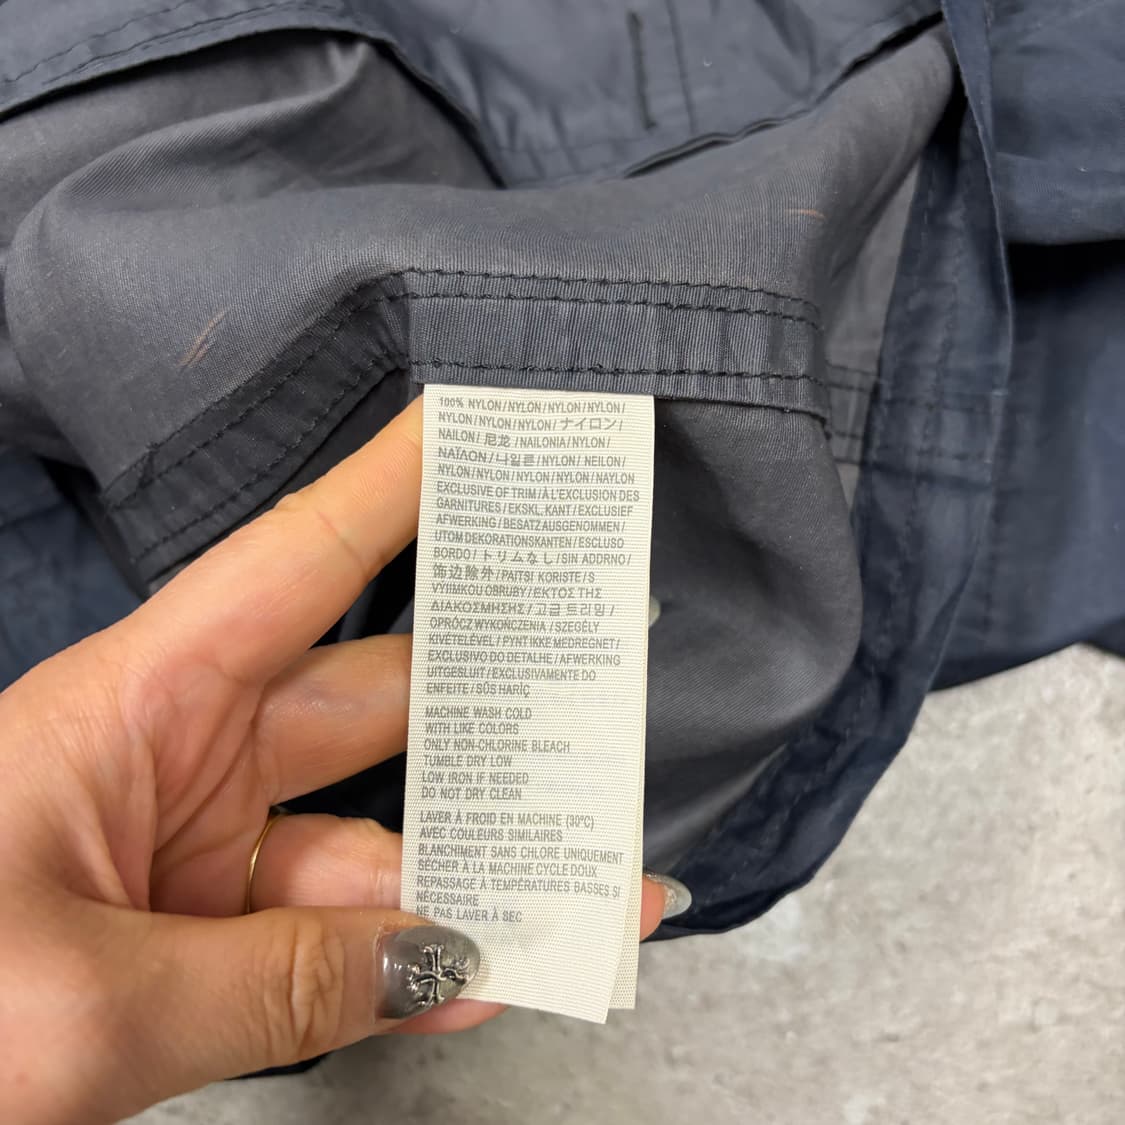 100% NYLON/NYLON/NYLON/NYLON/
NYLON/NYLON/NYLON/ナイロン/
NAILON/尼龙/NAILONIA/NYLON/
ΝΑΪΛΟΝ/나일론/NYLON/NEILON/
NYLON/NYLON/NYLON/NYLON/NAYLON
EXCLUSIVE OF TRIM/À L'EXCLUSION DES
GARNITURES/EKSKL. KANT/EXCLUSIEF
AFWERKING/BESATZ AUSGENOMMEN/
UTOM DEKORATIONSKANTEN/ESCLUSO
BORDO/トリムなし/SIN ADDRNO/
饰边除外/PAITSI KORISTE/S
VYJIMKOU OBRUBY/ΕΚΤΟΣ ΤΗΣ
ΔΙΑΚΟΣΜΗΣΗΣ/고급 트리밍/
OPRÓCZ WYKOŃCZENIA/SZEGÉLY
KIVÉTELÉVEL/PYNT IKKE MEDREGNET/
EXCLUSIVO DO DETALHE/AFWERKING
UITGESLUIT/EXCLUSIVAMENTE DO
ENFEITE/SÜS HARİÇ
MACHINE WASH COLD
WITH LIKE COLORS
ONLY NON-CHLORINE BLEACH
TUMBLE DRY LOW
LOW IRON IF NEEDED
DO NOT DRY CLEAN
LAVER À FROID EN MACHINE (30°C)
AVEC COULEURS SIMILAIRES
BLANCHIMENT SANS CHLORE UNIQUEMENT
SÉCHER À LA MACHINE CYCLE DOUX
REPASSAGE À TEMPÉRATURES BASSES SI
NÉCESSAIRE
NE PAS LAVER À SEC